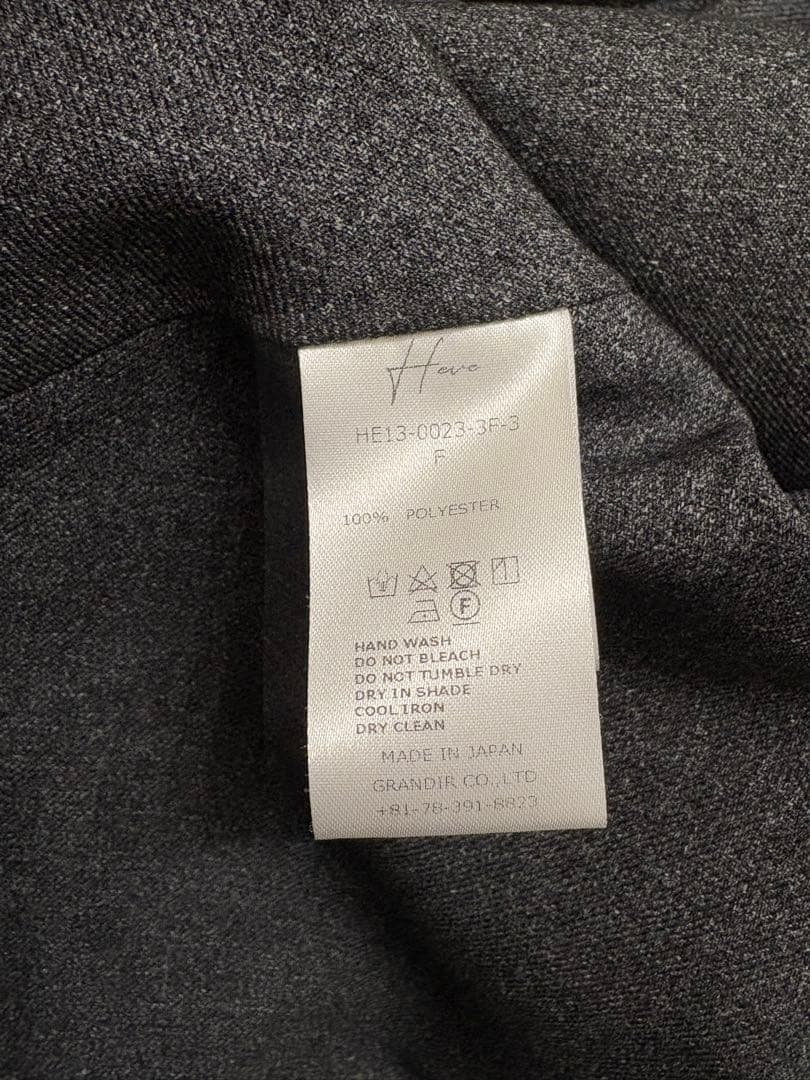 Heve
HE13-0023-3F-3
F
100% POLYESTER
F
HAND WASH
DO NOT BLEACH
DO NOT TUMBLE DRY
DRY IN SHADE
COOL IRON
DRY CLEAN
MADE IN JAPAN
GRANDIR CO.,LTD
+81-78-391-8823